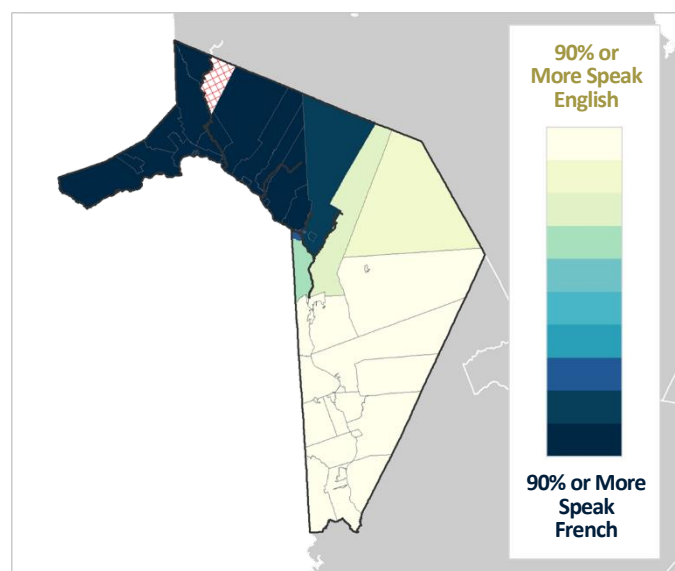 90% or
More Speak
English
90% or More
Speak
French